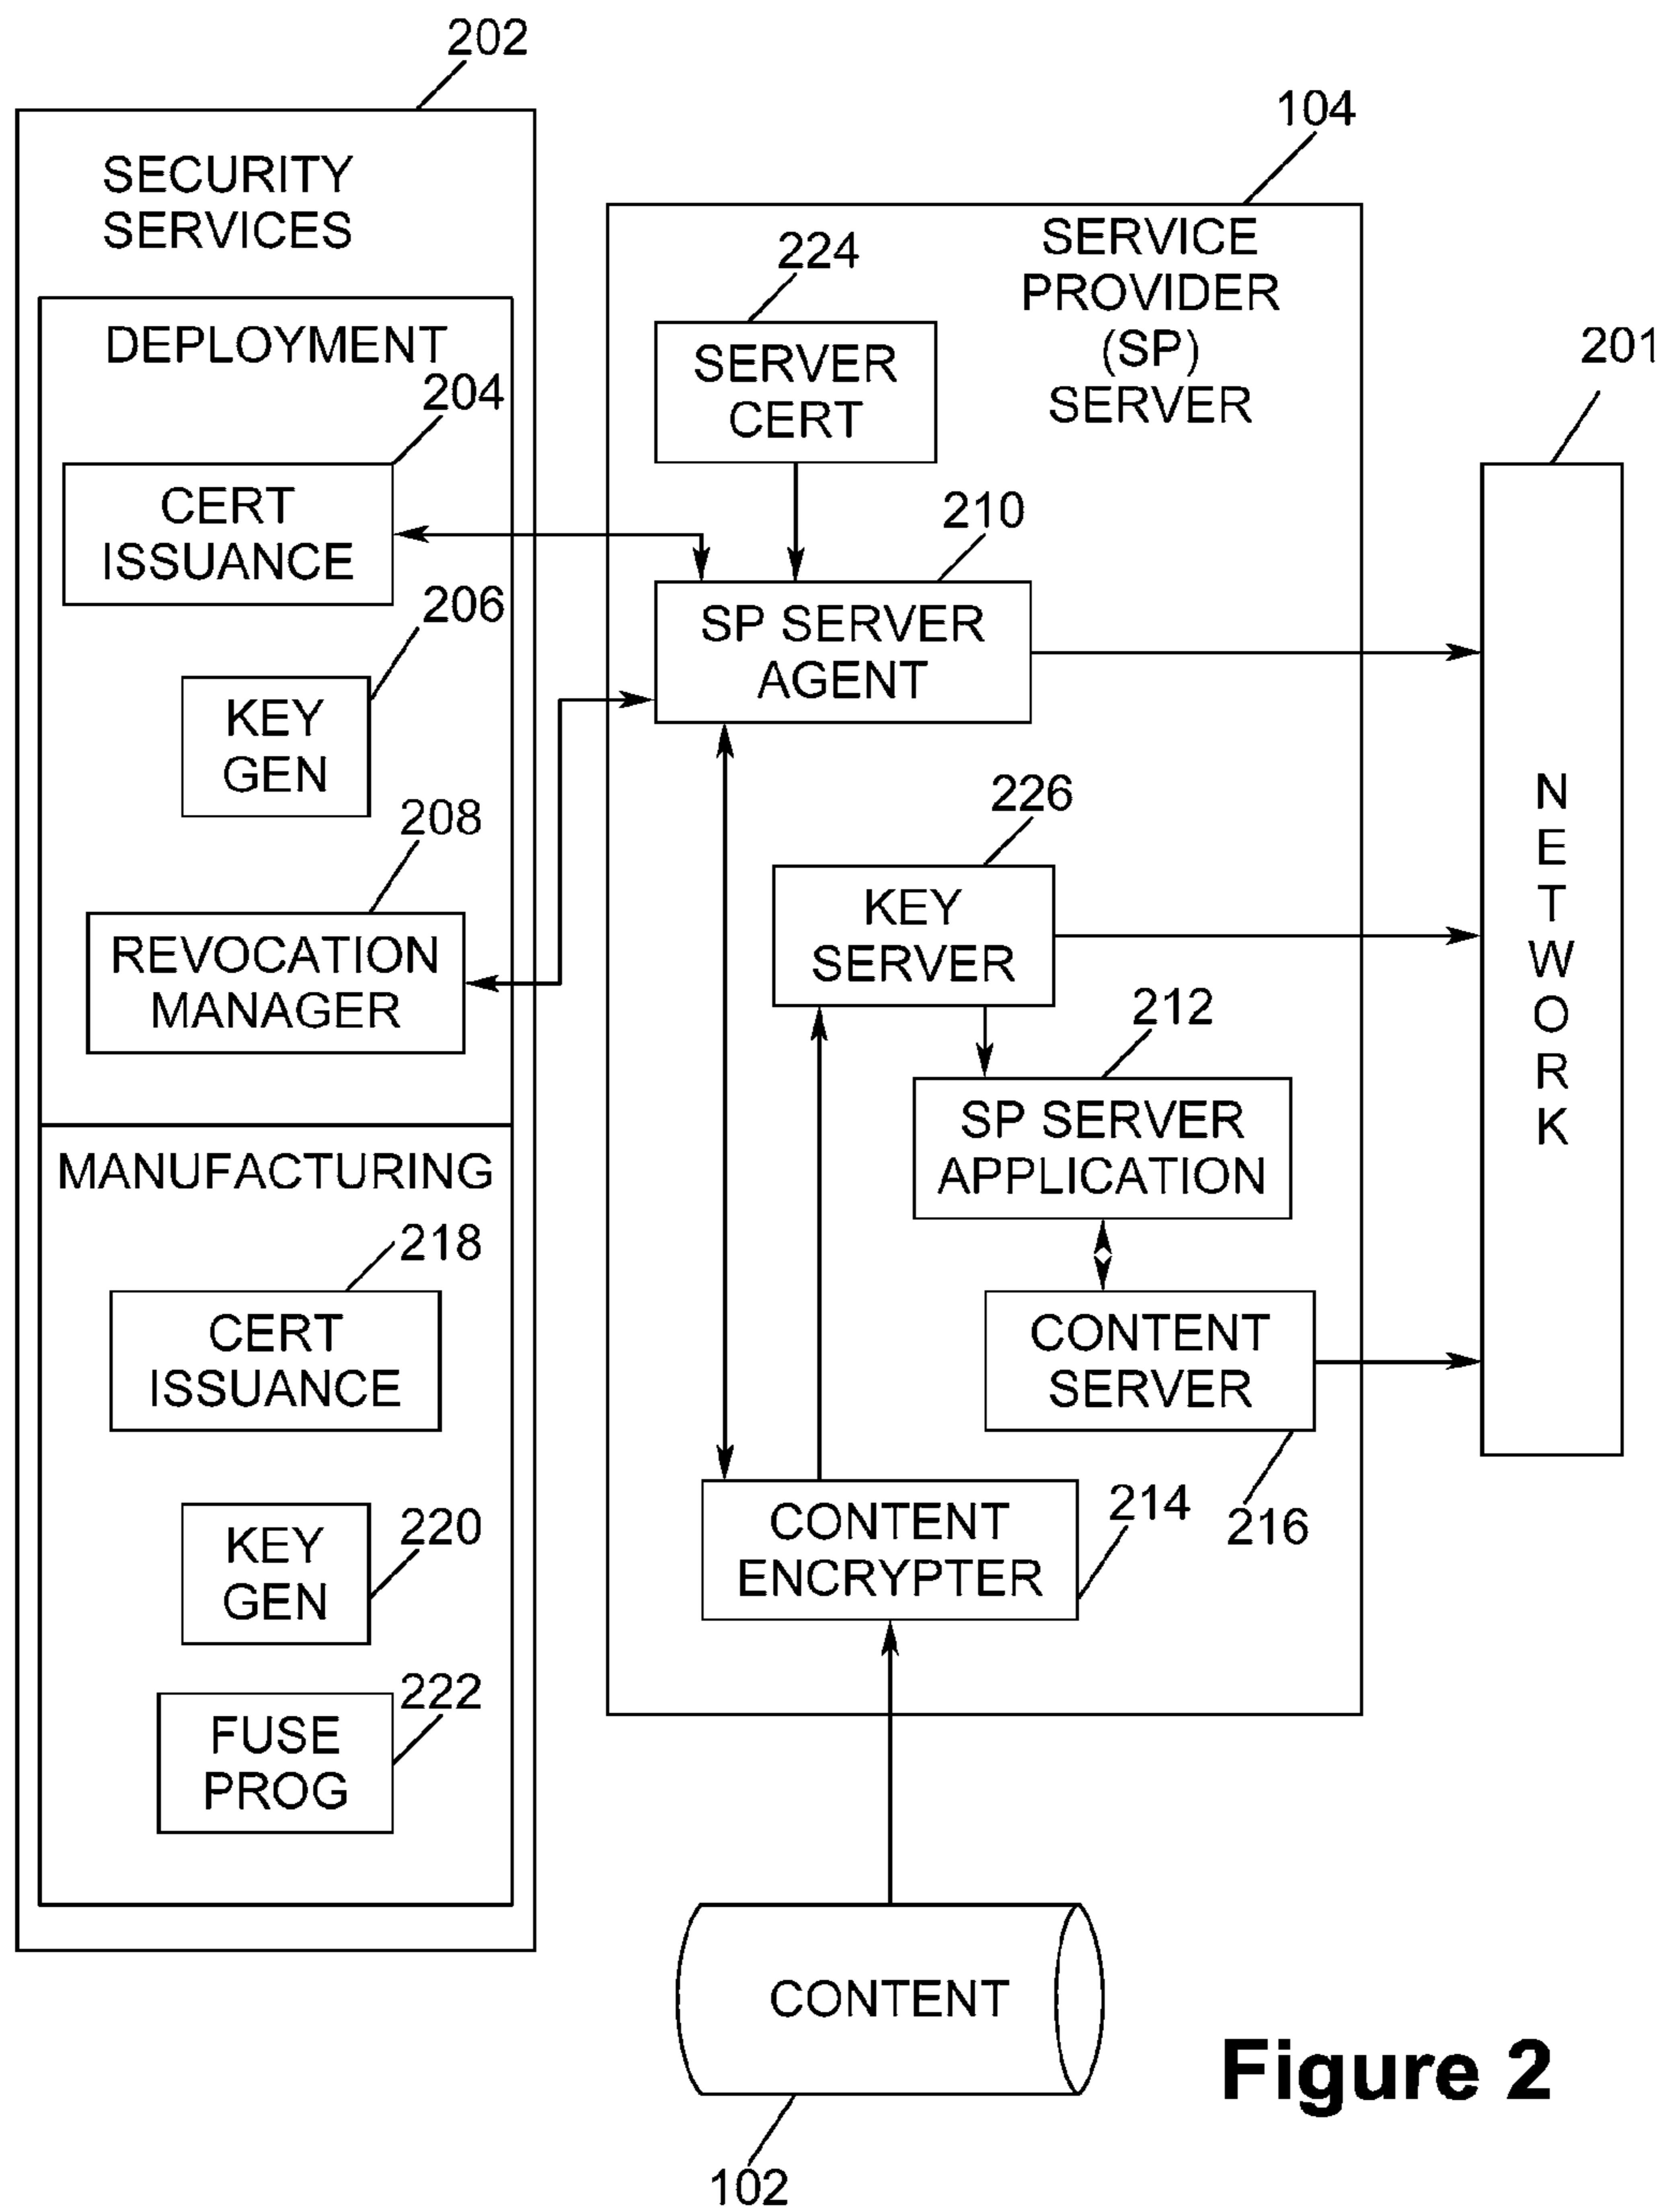 202
SECURITY
SERVICES
DEPLOYMENT
204
CERT
ISSUANCE
206
KEY
GEN
208
REVOCATION
MANAGER
MANUFACTURING
218
CERT
ISSUANCE
220
KEY
GEN
222
FUSE
PROG
104
SERVICE
PROVIDER
(SP)
SERVER
224
SERVER
CERT
210
SP SERVER
AGENT
226
KEY
SERVER
212
SP SERVER
APPLICATION
CONTENT
SERVER
216
CONTENT
ENCRYPTER
214
201
N
E
T
W
O
R
K
CONTENT
102
Figure 2